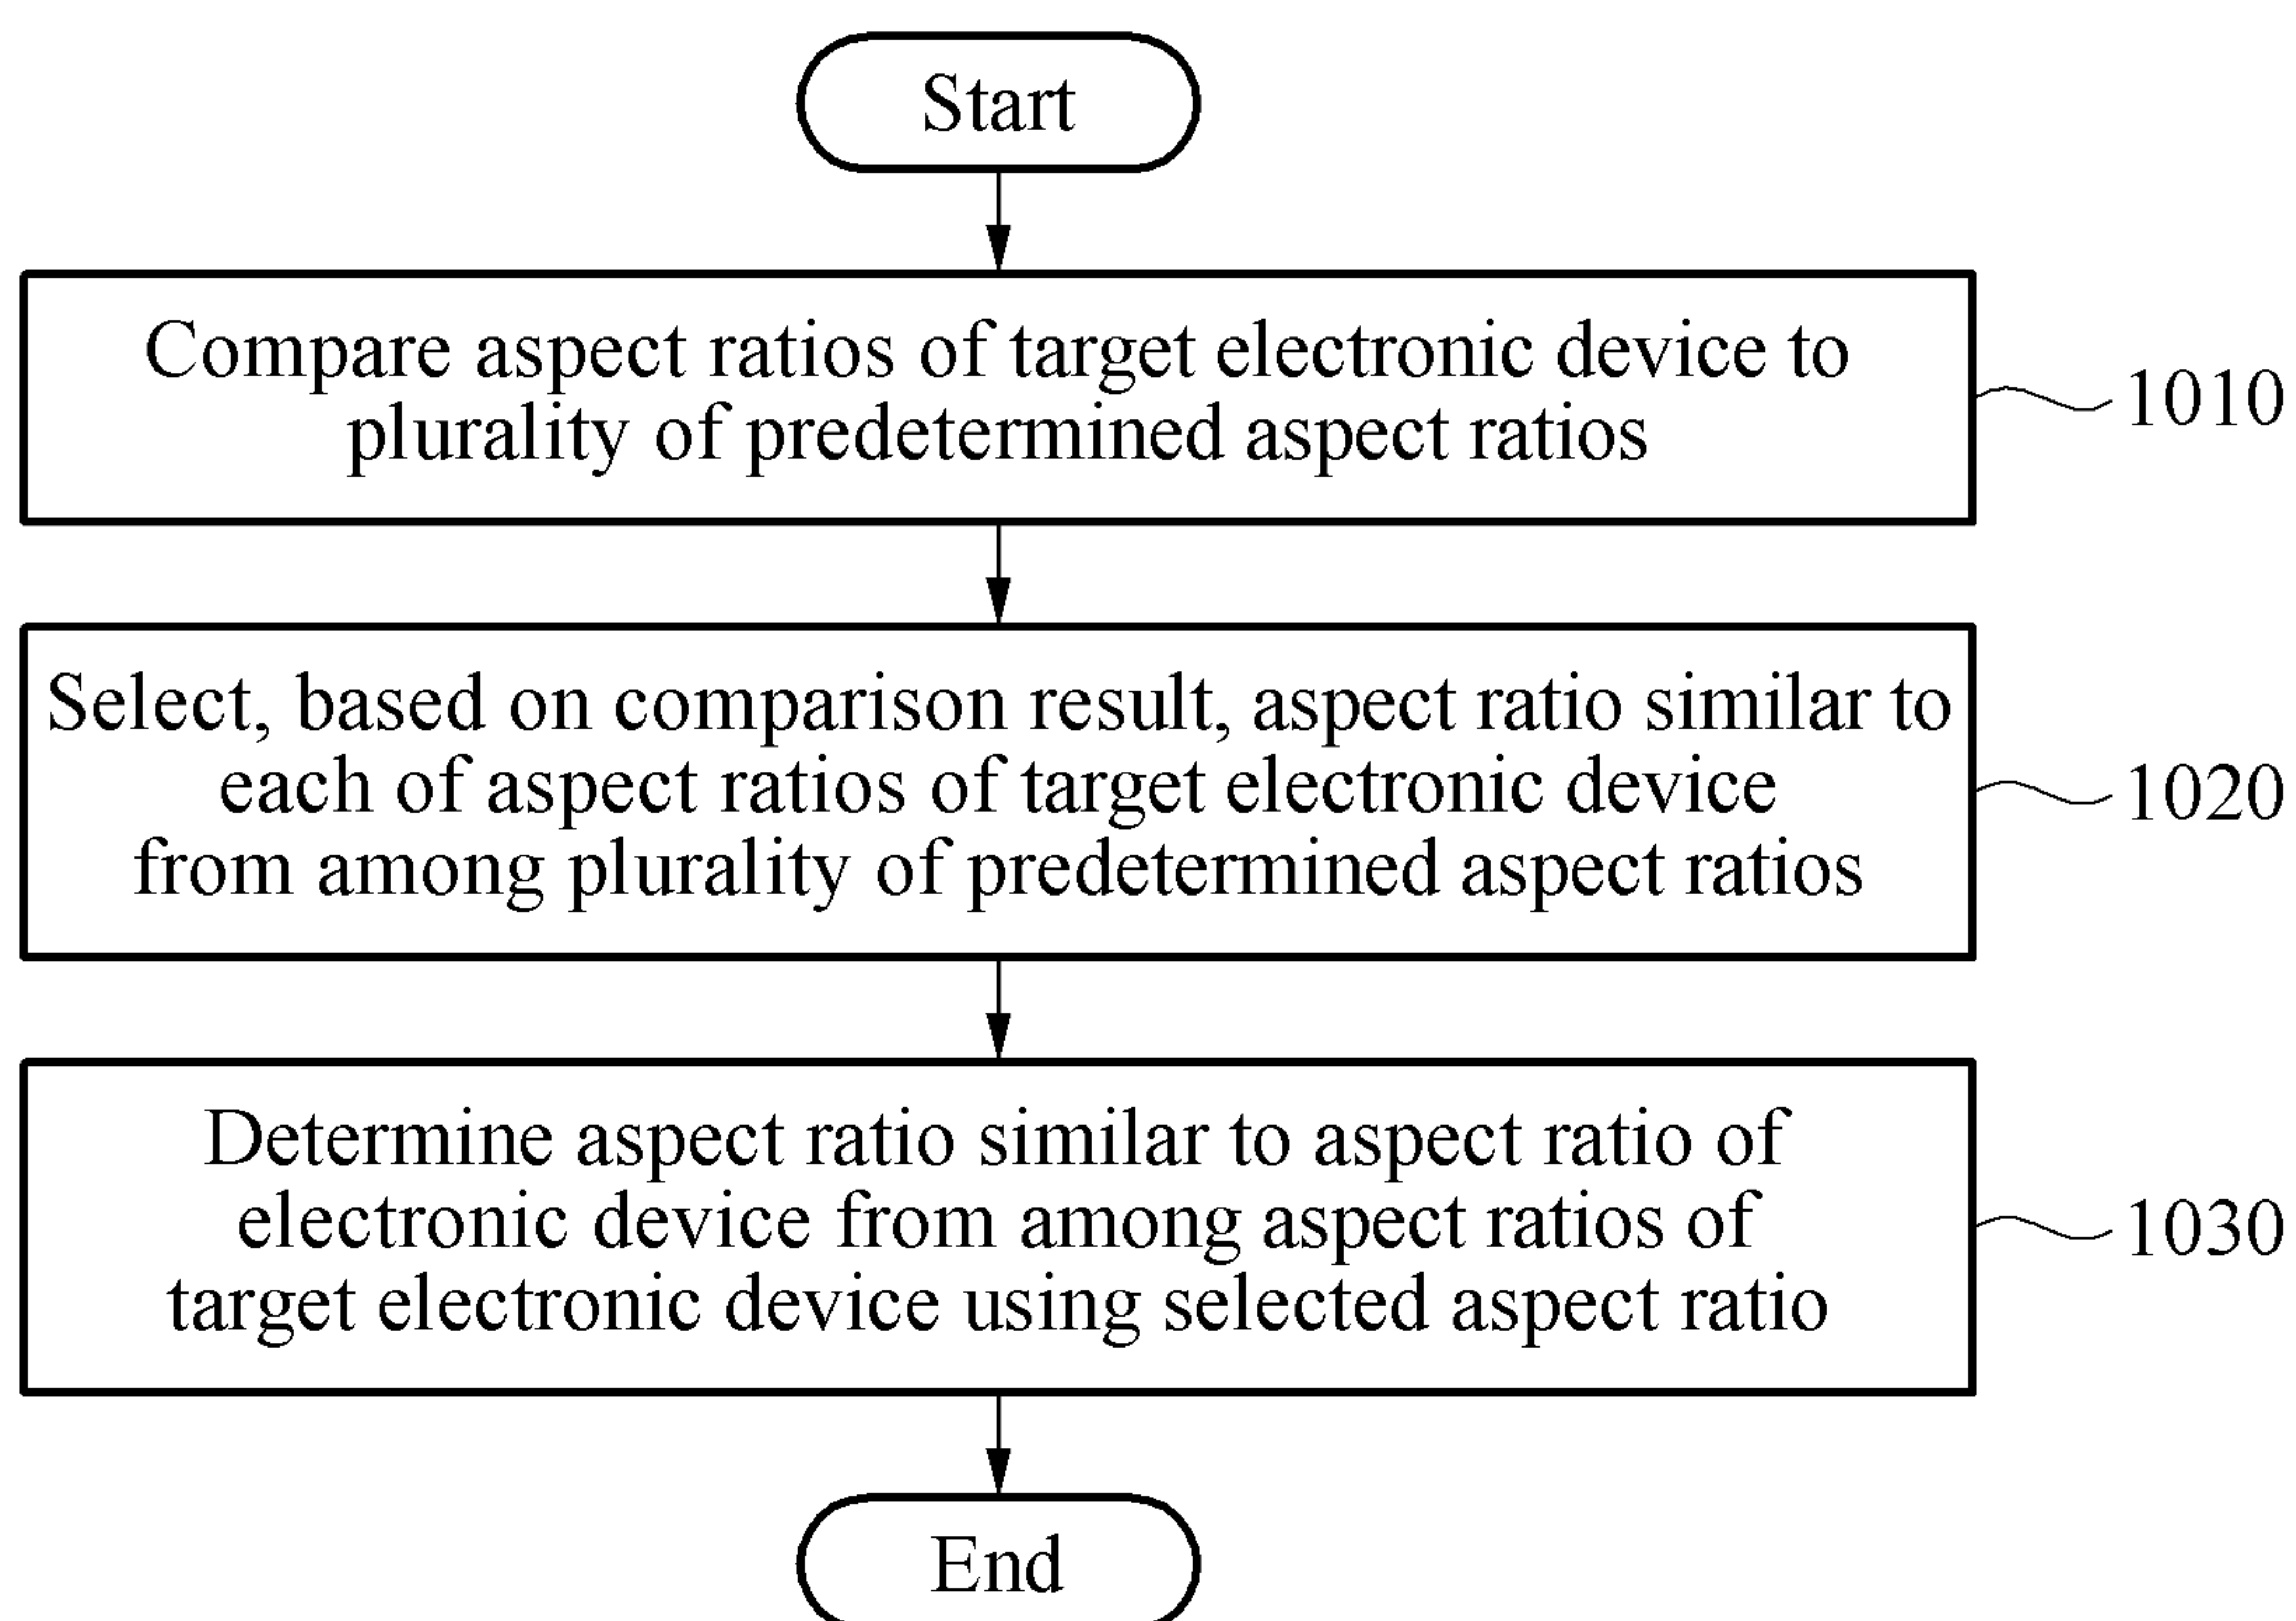 Start
Compare aspect ratios of target electronic device to
plurality of predetermined aspect ratios
1010
Select, based on comparison result, aspect ratio similar to
each of aspect ratios of target electronic device
from among plurality of predetermined aspect ratios
1020
Determine aspect ratio similar to aspect ratio of
electronic device from among aspect ratios of
target electronic device using selected aspect ratio
1030
End